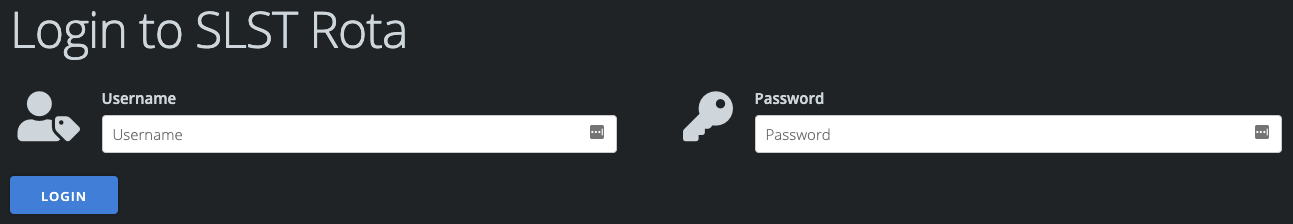 Login to SLST Rota
Username
Password
Username
Password
LOGIN